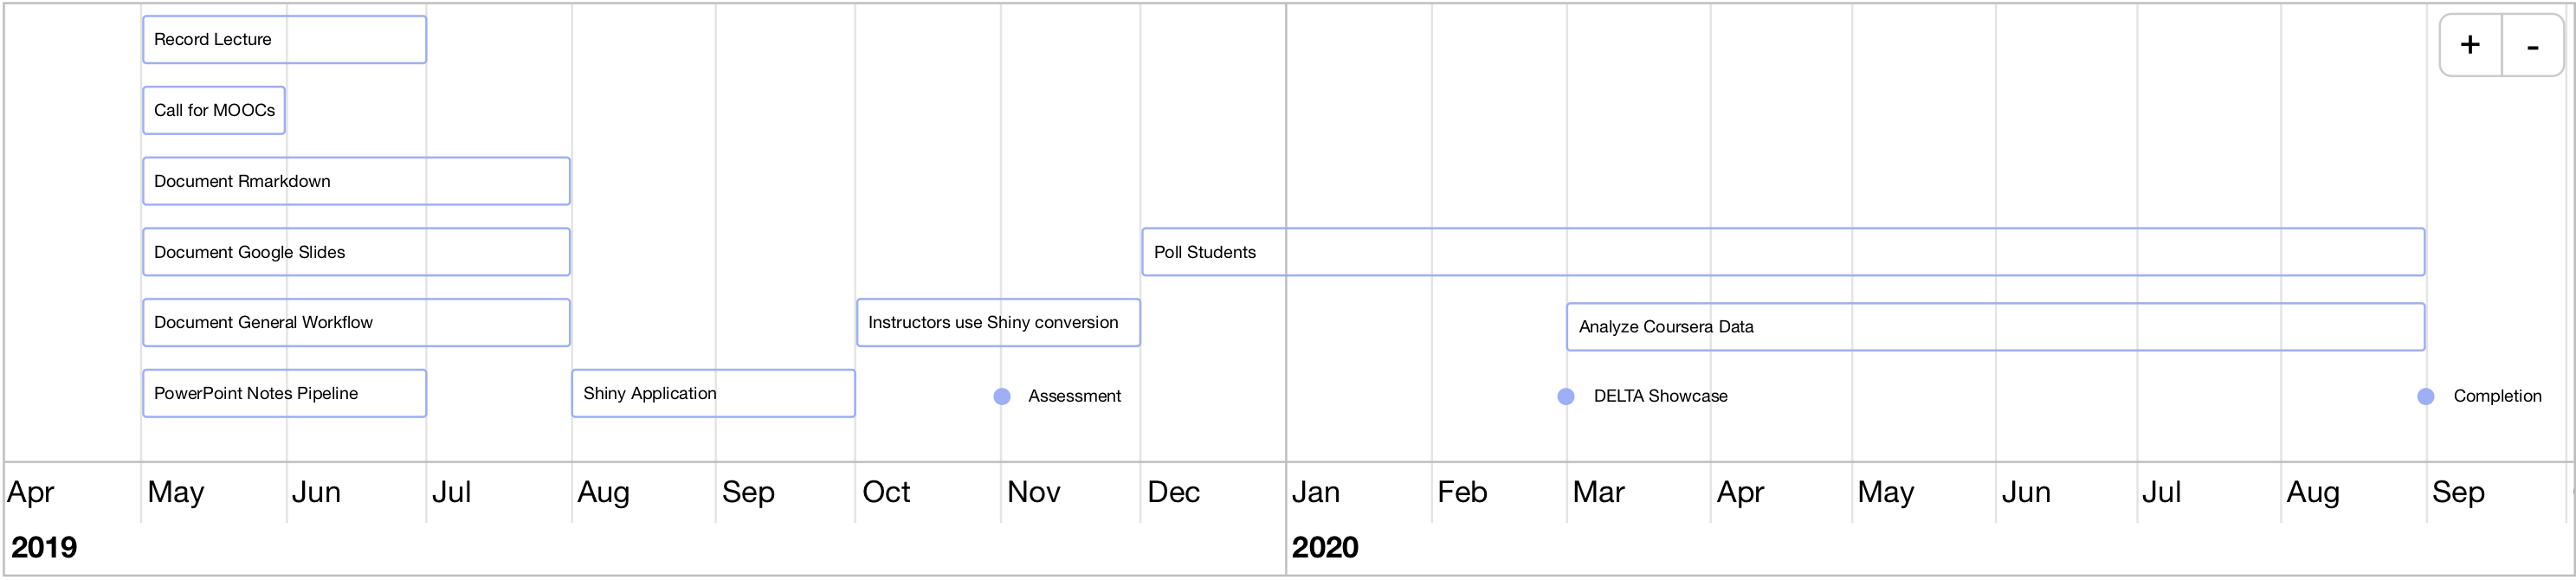 Record Lecture
+ -
Call for MOOCs
Document Rmarkdown
Document Google Slides
Poll Students
Document General Workflow
Instructors use Shiny conversion
Analyze Coursera Data
PowerPoint Notes Pipeline
Shiny Application
Assessment
DELTA Showcase
Completion
Apr May Jun Jul Aug Sep Oct Nov Dec Jan Feb Mar Apr May Jun Jul Aug Sep
2019 2020